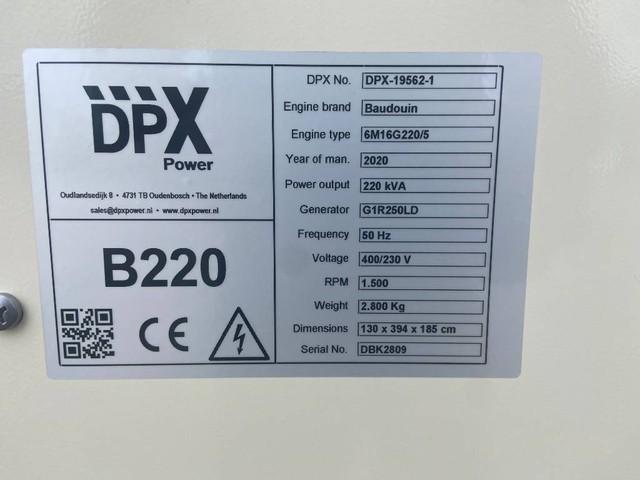 DPX
Power
Oudlandsedijk 8 • 4731 TB Oudenbosch • The Netherlands
sales@dpxpower.nl • www.dpxpower.nl
B220
CE
DPX No. DPX-19562-1
Engine brand Baudouin
Engine type 6M16G220/5
Year of man. 2020
Power output 220 kVA
Generator G1R250LD
Frequency 50 Hz
Voltage 400/230 V
RPM 1.500
Weight 2.800 Kg
Dimensions 130 x 394 x 185 cm
Serial No. DBK2809